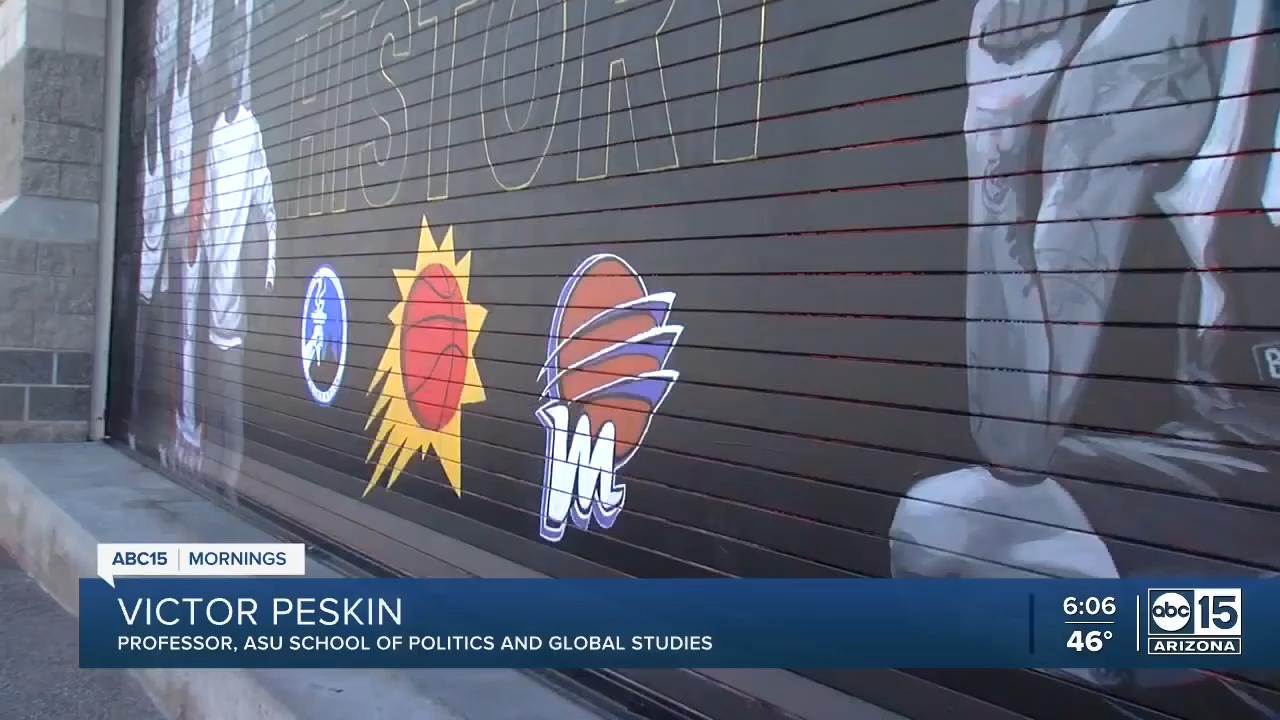 HISTORY
M
B
ABC15 | MORNINGS
VICTOR PESKIN
PROFESSOR, ASU SCHOOL OF POLITICS AND GLOBAL STUDIES
6:06
46°
abc 15
ARIZONA